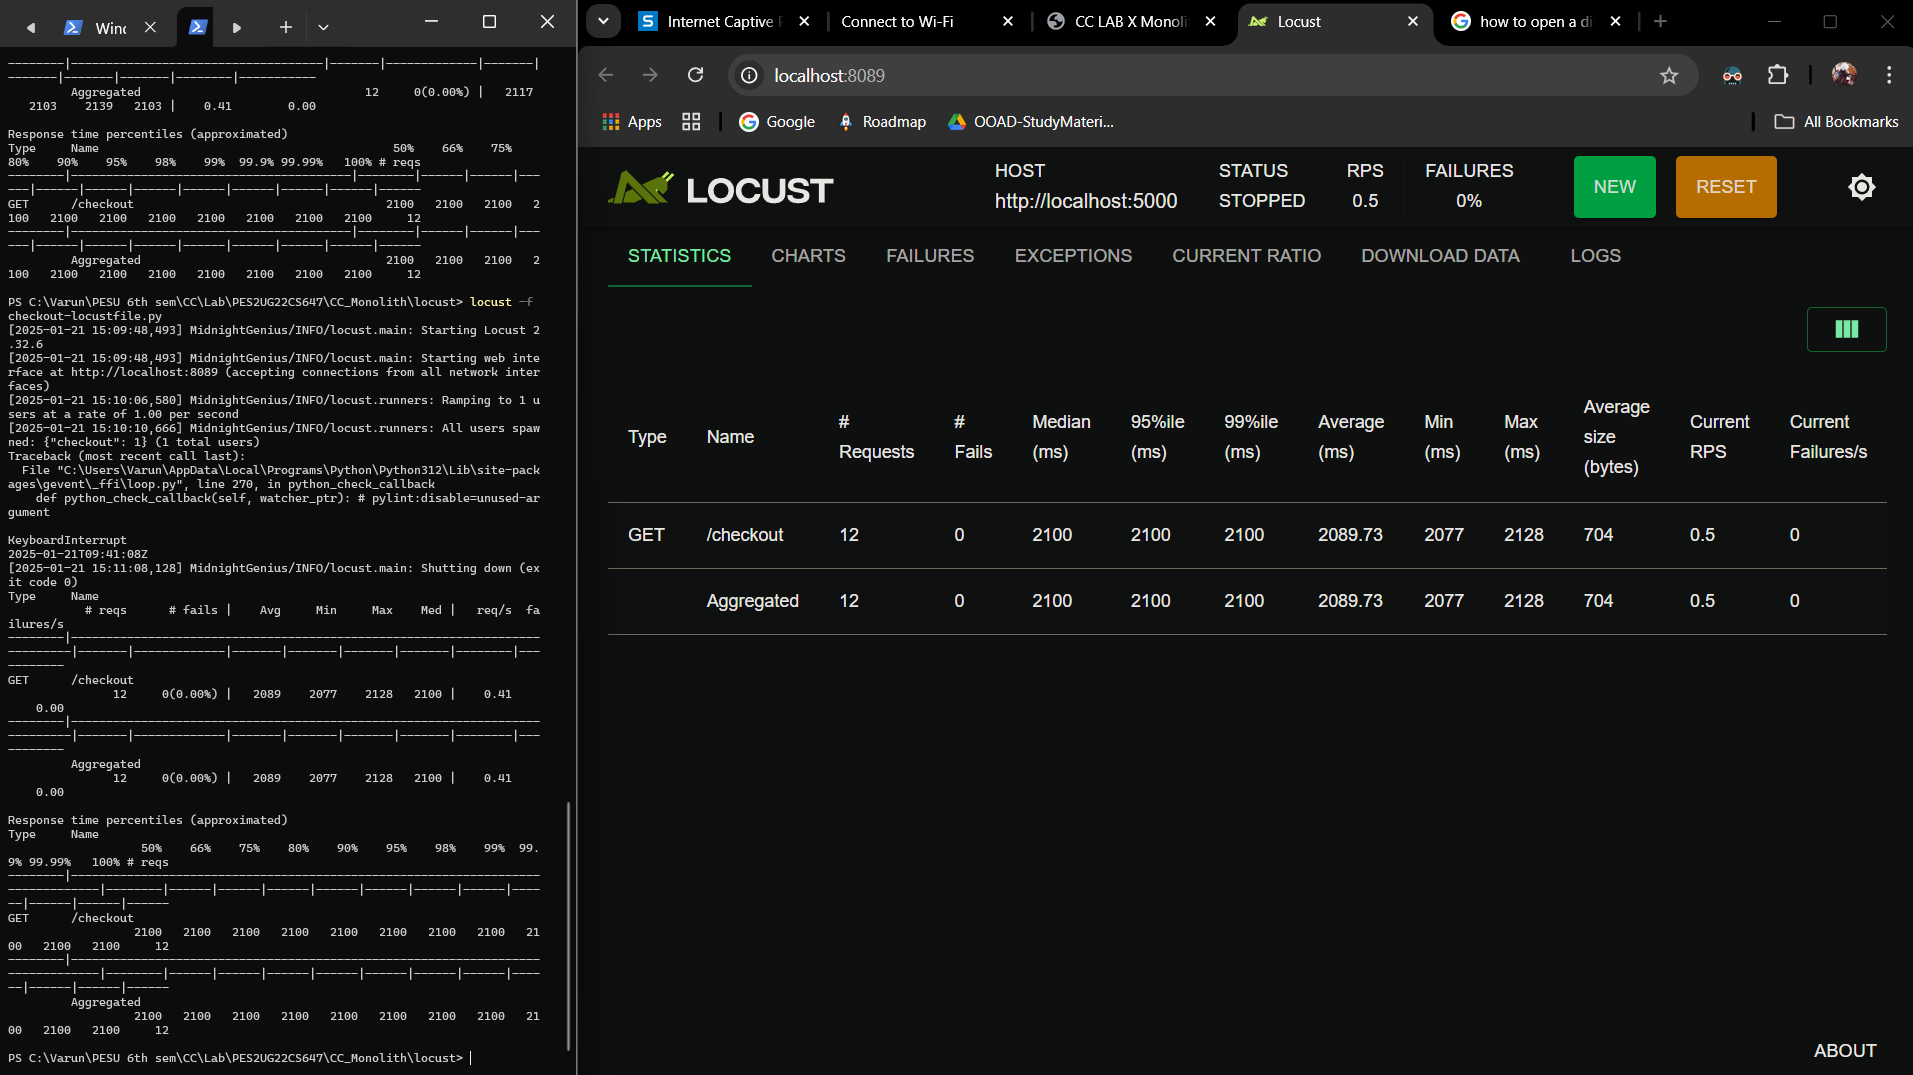 Winc
────────|─────────────────────────────────────|───────|─────────────|───────|
───────|───────|───────|────────|───────────
Aggregated 12 0(0.00%) | 2117
2103 2139 2103 | 0.41 0.00
Response time percentiles (approximated)
Type Name 50% 66% 75%
80% 90% 95% 98% 99% 99.9% 99.99% 100% # reqs
GET /checkout 2100 2100 2100 2
100 2100 2100 2100 2100 2100 2100 2100 12
Aggregated 2100 2100 2100 2
100 2100 2100 2100 2100 2100 2100 2100 12
PS C:\Varun\PESU 6th sem\CC\Lab\PES2UG22CS647\CC_Monolith\locust> locust -f
checkout-locustfile.py
[2025-01-21 15:09:48,493] MidnightGenius/INFO/locust.main: Starting Locust 2
.32.6
[2025-01-21 15:09:48,493] MidnightGenius/INFO/locust.main: Starting web inte
rface at http://localhost:8089 (accepting connections from all network inter
faces)
[2025-01-21 15:10:06,580] MidnightGenius/INFO/locust.runners: Ramping to 1 u
sers at a rate of 1.00 per second
[2025-01-21 15:10:10,666] MidnightGenius/INFO/locust.runners: All users spaw
ned: {"checkout": 1} (1 total users)
Traceback (most recent call last):
File "C:\Users\Varun\AppData\Local\Programs\Python\Python312\Lib\site-pack
ages\gevent\_ffi\loop.py", line 270, in python_check_callback
def python_check_callback(self, watcher_ptr): # pylint:disable=unused-ar
gument
KeyboardInterrupt
2025-01-21T09:41:08Z
[2025-01-21 15:11:08,128] MidnightGenius/INFO/locust.main: Shutting down (ex
it code 0)
Type Name
# reqs # fails | Avg Min Max Med | req/s fa
ilures/s
GET /checkout
12 0(0.00%) | 2089 2077 2128 2100 | 0.41
0.00
Aggregated
12 0(0.00%) | 2089 2077 2128 2100 | 0.41
0.00
Response time percentiles (approximated)
Type Name
50% 66% 75% 80% 90% 95% 98% 99% 99.
9% 99.99% 100% # reqs
GET /checkout
2100 2100 2100 2100 2100 2100 2100 2100 21
00 2100 2100 12
Aggregated
2100 2100 2100 2100 2100 2100 2100 2100 21
00 2100 2100 12
PS C:\Varun\PESU 6th sem\CC\Lab\PES2UG22CS647\CC_Monolith\locust>
Internet Captive Connect to Wi-Fi CC LAB X Monoli Locust how to open a di
localhost:8089
Apps Google Roadmap OOAD-StudyMateri... All Bookmarks
LOCUST
HOST STATUS RPS FAILURES
http://localhost:5000 STOPPED 0.5 0%
NEW RESET
STATISTICS CHARTS FAILURES EXCEPTIONS CURRENT RATIO DOWNLOAD DATA LOGS
Type Name # Requests # Fails Median (ms) 95%ile (ms) 99%ile (ms) Average (ms) Min (ms) Max (ms) Average size (bytes) Current RPS Current Failures/s
GET /checkout 12 0 2100 2100 2100 2089.73 2077 2128 704 0.5 0
Aggregated 12 0 2100 2100 2100 2089.73 2077 2128 704 0.5 0
ABOUT